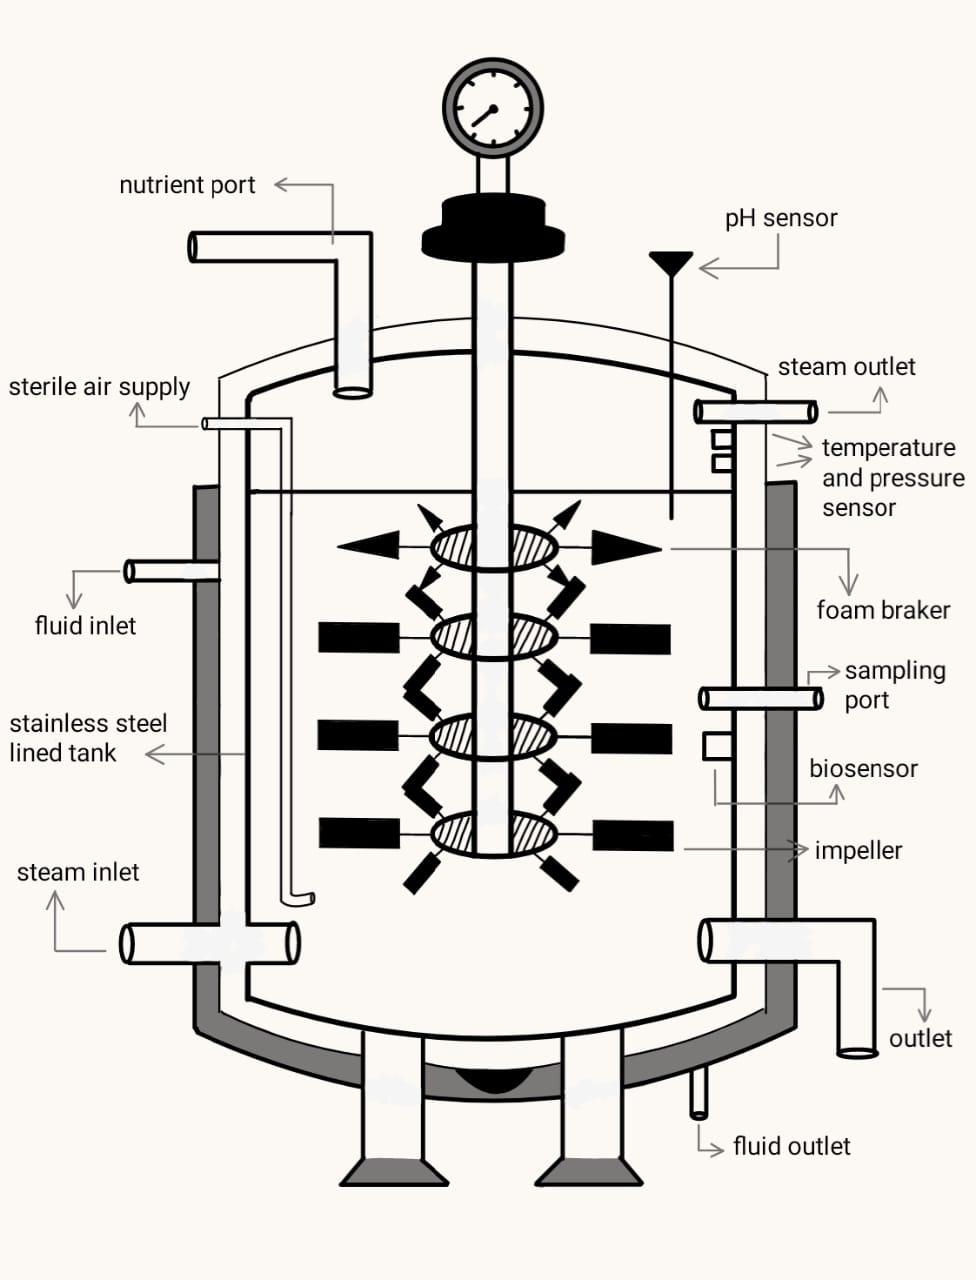 nutrient port
pH sensor
steam outlet
sterile air supply
temperature
and pressure
sensor
foam braker
fluid inlet
sampling
port
stainless steel
lined tank
biosensor
impeller
steam inlet
outlet
fluid outlet